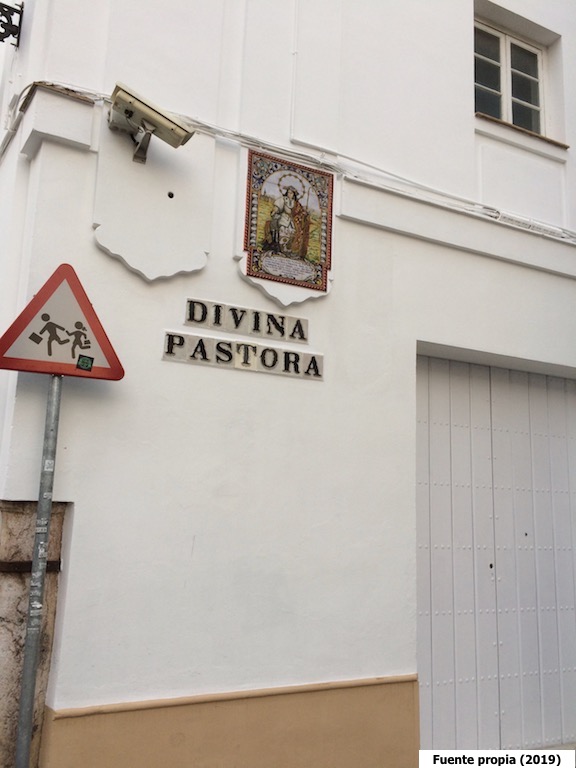 DIVINA
PASTORA
Fuente propia (2019)